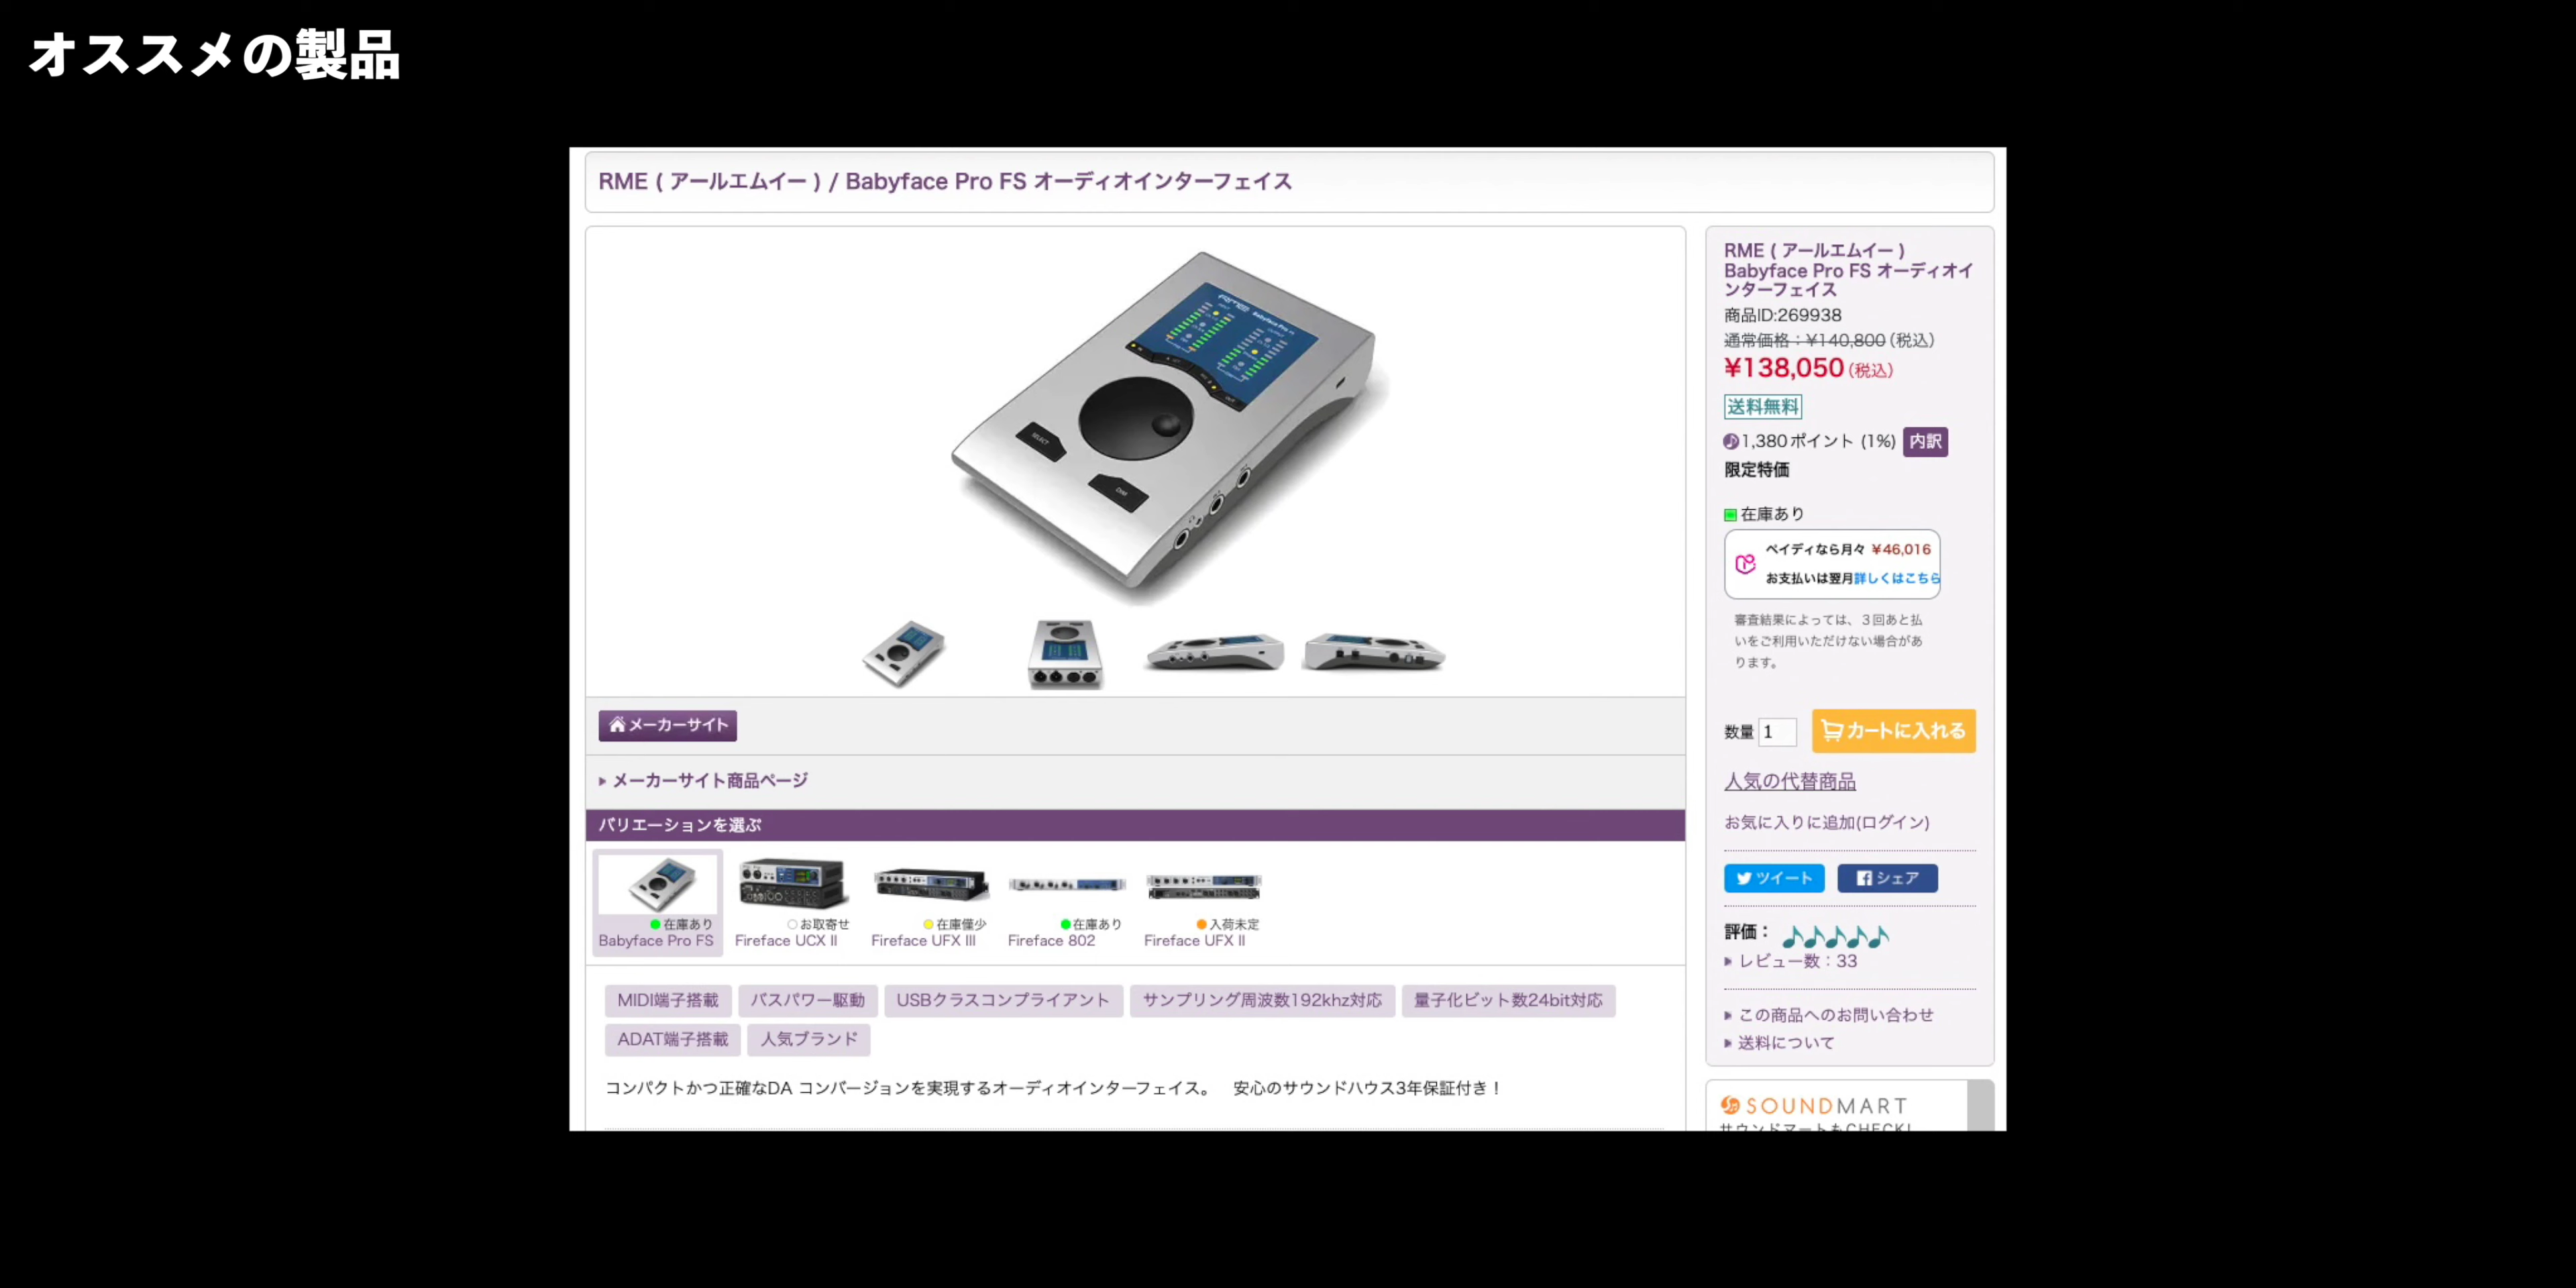 オススメの製品
RME ( アールエムイー ) / Babyface Pro FS オーディオインターフェイス
RME ( アールエムイー )
Babyface Pro FS オーディオイ
ンターフェイス
商品ID:269938
通常価格：¥140,800 (税込)
¥138,050 (税込)
送料無料
1,380ポイント (1%) 内訳
限定特価
在庫あり
ペイディなら月々 ¥46,016
お支払いは翌月詳しくはこちら
審査結果によっては、３回あと払
いをご利用いただけない場合があ
ります。
数量 1 カートに入れる
人気の代替商品
お気に入りに追加(ログイン)
ツイート シェア
評価：
レビュー数：33
この商品へのお問い合わせ
送料について
SOUNDMART
サウンドマートもCHECK!
SELECT
DIM
メーカーサイト
メーカーサイト商品ページ
バリエーションを選ぶ
在庫あり お取寄せ 在庫僅少 在庫あり 入荷未定
Babyface Pro FS Fireface UCX II Fireface UFX III Fireface 802 Fireface UFX II
MIDI端子搭載 バスパワー駆動 USBクラスコンプライアント サンプリング周波数192khz対応 量子化ビット数24bit対応
ADAT端子搭載 人気ブランド
コンパクトかつ正確なDA コンバージョンを実現するオーディオインターフェイス。 安心のサウンドハウス3年保証付き！